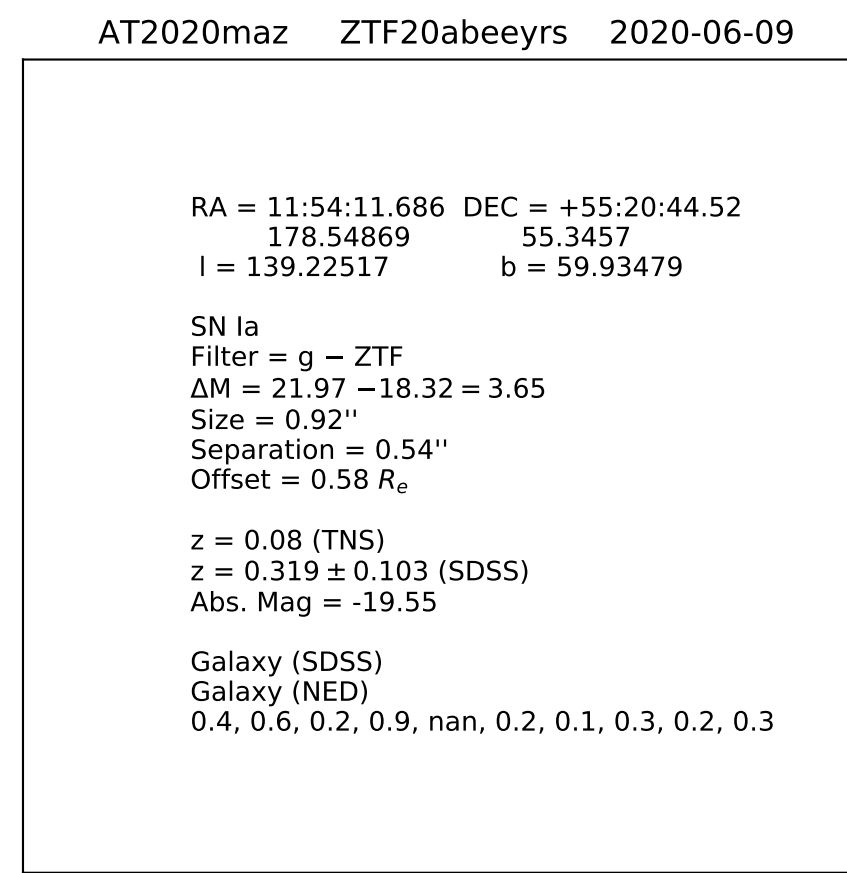 AT2020maz ZTF20abeeyrs 2020-06-09
RA = 11:54:11.686 DEC = +55:20:44.52
178.54869 55.3457
l = 139.22517 b = 59.93479
SN Ia
Filter = g − ZTF
ΔM = 21.97 −18.32 = 3.65
Size = 0.92''
Separation = 0.54''
Offset = 0.58 Re
z = 0.08 (TNS)
z = 0.319 ± 0.103 (SDSS)
Abs. Mag = -19.55
Galaxy (SDSS)
Galaxy (NED)
0.4, 0.6, 0.2, 0.9, nan, 0.2, 0.1, 0.3, 0.2, 0.3